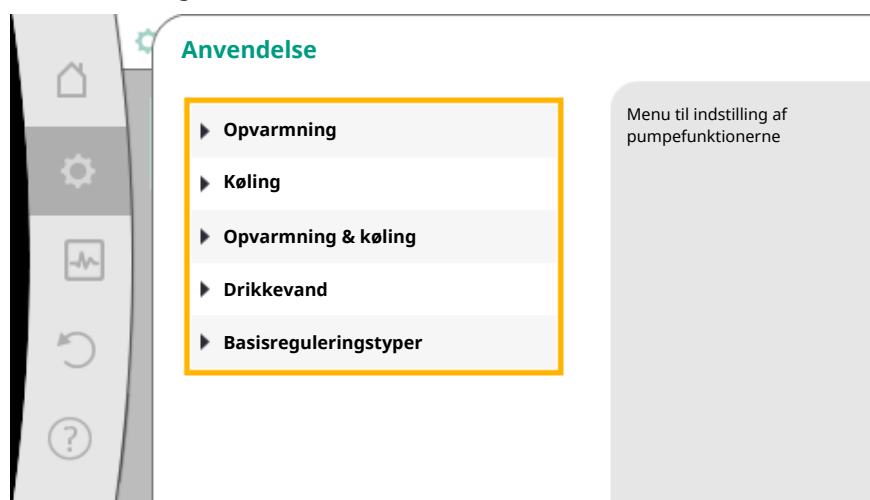 Anvendelse
Opvarmning
Køling
Opvarmning & køling
Drikkevand
Basisreguleringstyper
Menu til indstilling af
pumpefunktionerne
?